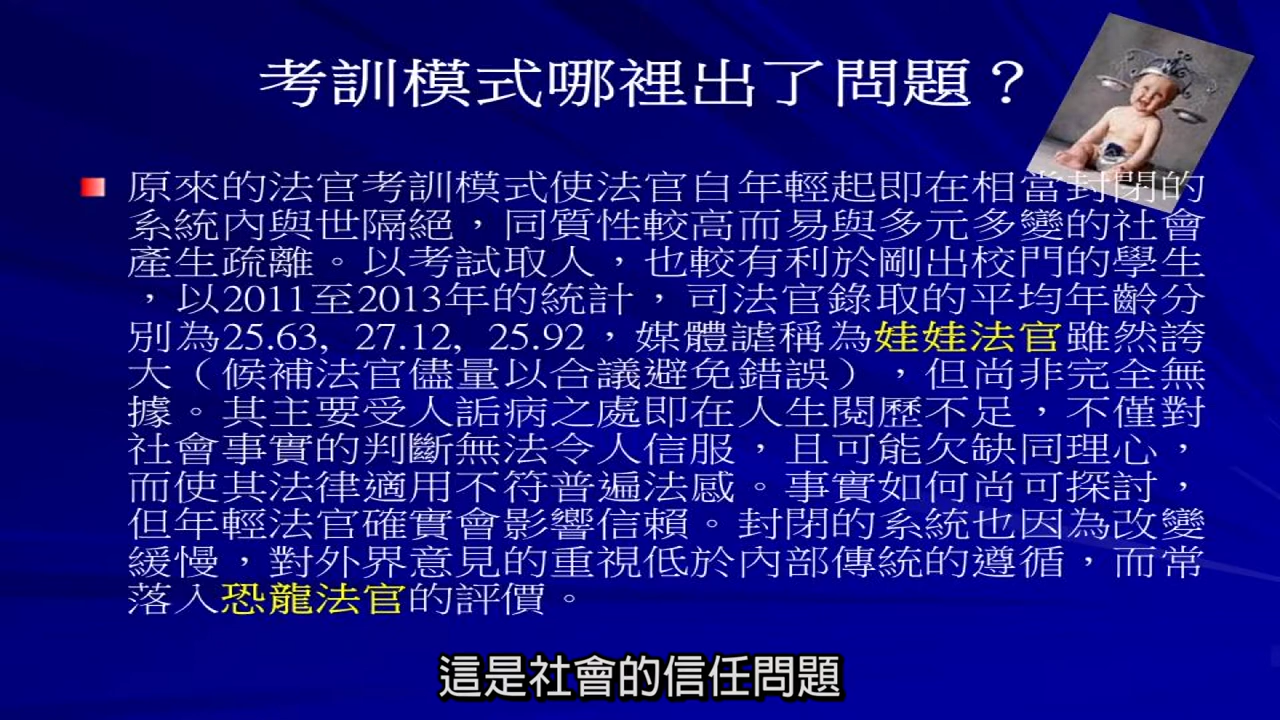 考訓模式哪裡出了問題？
原來的法官考訓模式使法官自年輕起即在相當封閉的
系統內與世隔絕，同質性較高而易與多元多變的社會
產生疏離。以考試取人，也較有利於剛出校門的學生
，以2011至2013年的統計，司法官錄取的平均年齡分
別為25.63, 27.12, 25.92，媒體謔稱為娃娃法官雖然誇
大（候補法官儘量以合議避免錯誤），但尚非完全無
據。其主要受人詬病之處即在人生閱歷不足，不僅對
社會事實的判斷無法令人信服，且可能欠缺同理心，
而使其法律適用不符普遍法感。事實如何尚可探討，
但年輕法官確實會影響信賴。封閉的系統也因為改變
緩慢，對外界意見的重視低於內部傳統的遵循，而常
落入恐龍法官的評價。
這是社會的信任問題